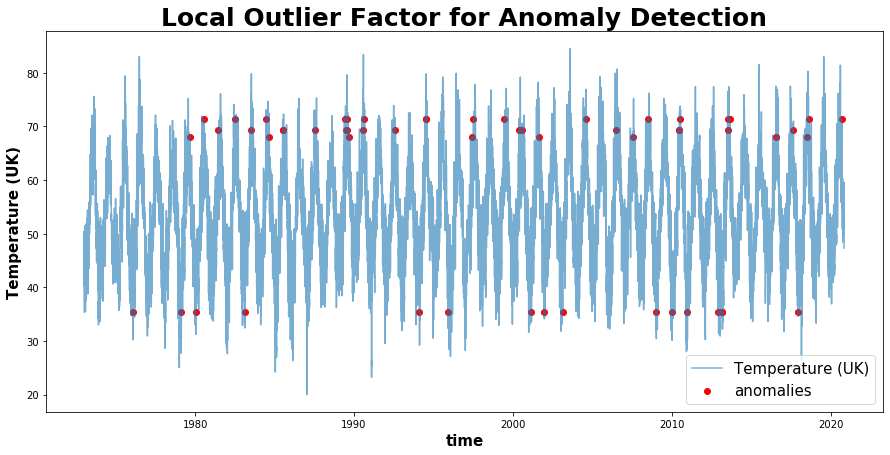 Local Outlier Factor for Anomaly Detection
Temperature (UK)
80
70
60
50
40
30
20
1980
1990
2000
2010
2020
time
Temperature (UK)
anomalies